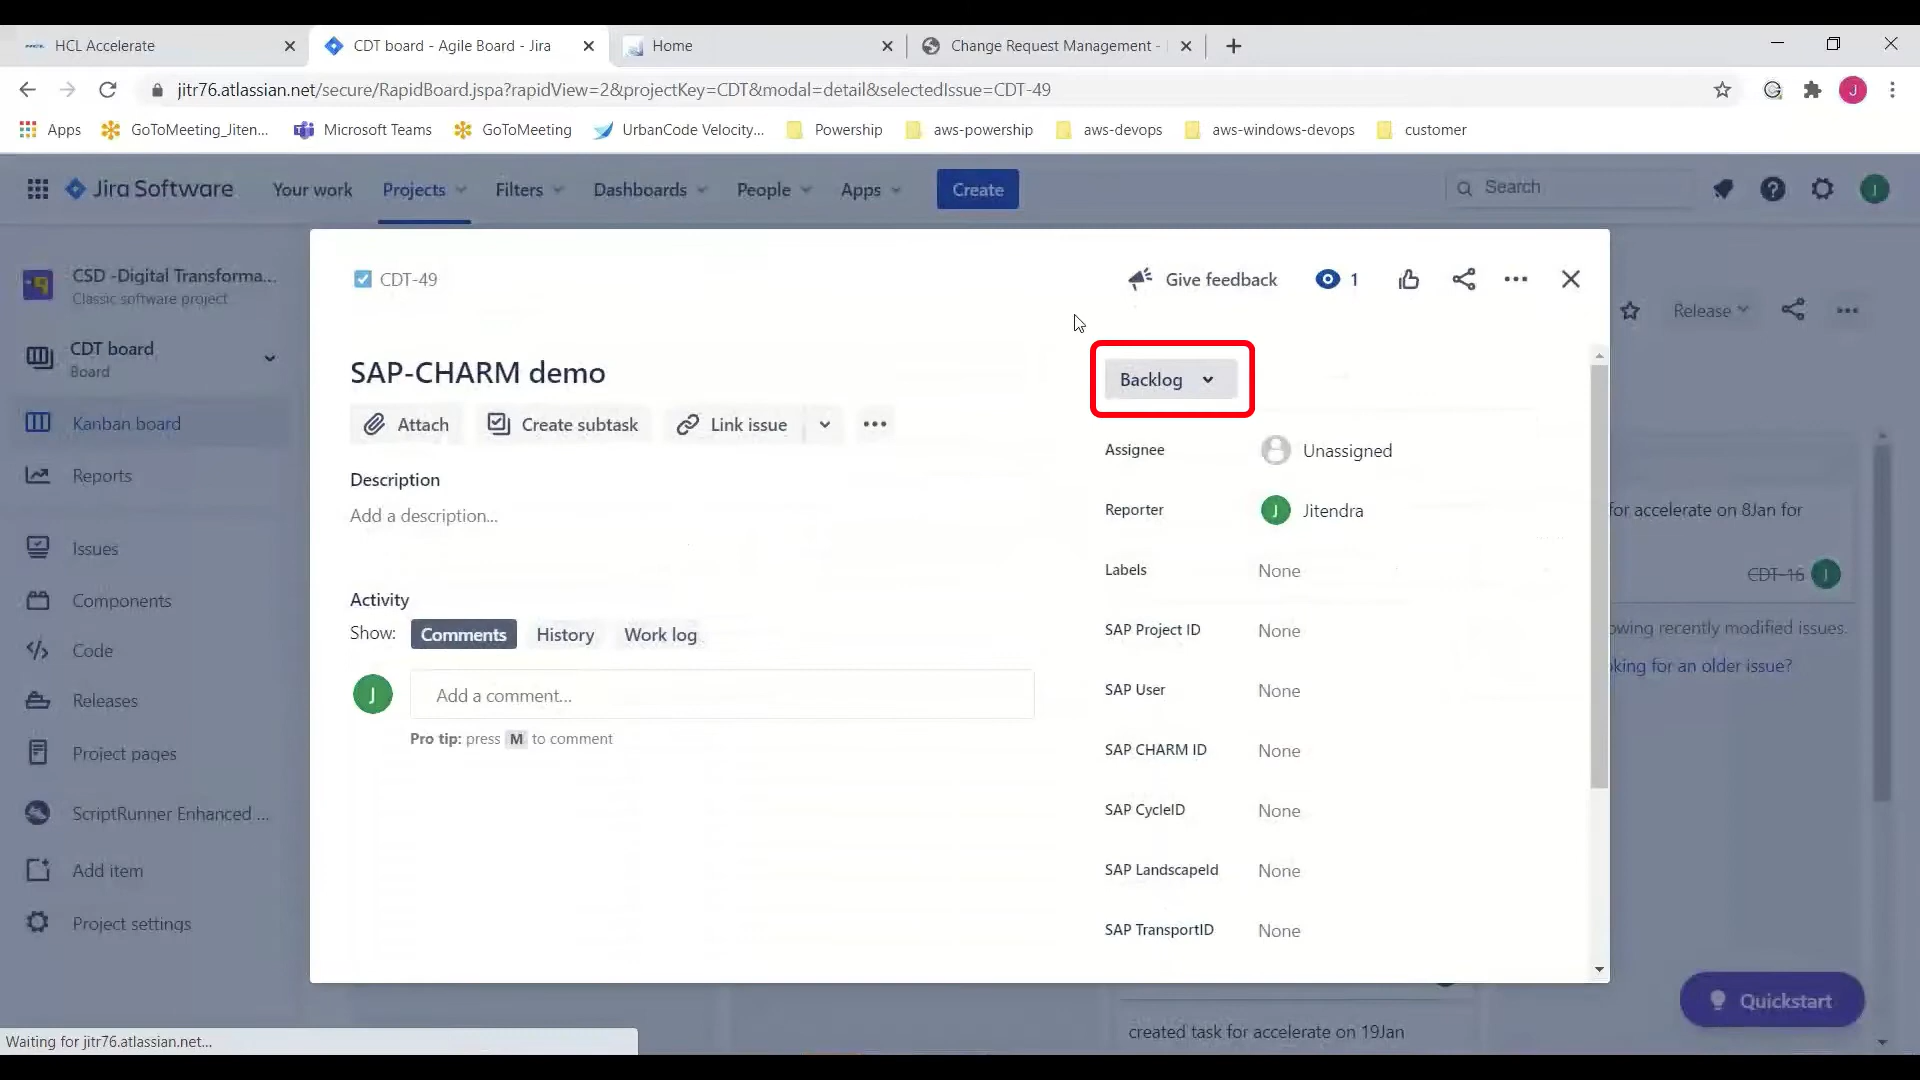 HCL Accelerate
CDT board - Agile Board - Jira
Home
Change Request Management -
jitr76.atlassian.net/secure/RapidBoard.jspa?rapidView=2&projectKey=CDT&modal=detail&selectedIssue=CDT-49
J
Apps
GoToMeeting_Jiten...
Microsoft Teams
GoToMeeting
UrbanCode Velocity...
Powership
aws-powership
aws-devops
aws-windows-devops
customer
Jira Software
Your work
Projects
Filters
Dashboards
People
Apps
Create
Search
J
CSD -Digital Transforma...
Classic software project
CDT board
Board
Kanban board
Reports
Issues
Components
Code
Releases
Project pages
ScriptRunner Enhanced ...
Add item
Project settings
CDT-49
Give feedback
1
SAP-CHARM demo
Attach
Create subtask
Link issue
Description
Add a description...
Activity
Show:
Comments
History
Work log
J
Add a comment...
Pro tip: press M to comment
Backlog
Assignee
Unassigned
Reporter
J
Jitendra
Labels
None
SAP Project ID
None
SAP User
None
SAP CHARM ID
None
SAP CycleID
None
SAP LandscapeId
None
SAP TransportID
None
Release
for accelerate on 8Jan for
CDT-16
J
owing recently modified issues.
king for an older issue?
Quickstart
created task for accelerate on 19Jan
Waiting for jitr76.atlassian.net...